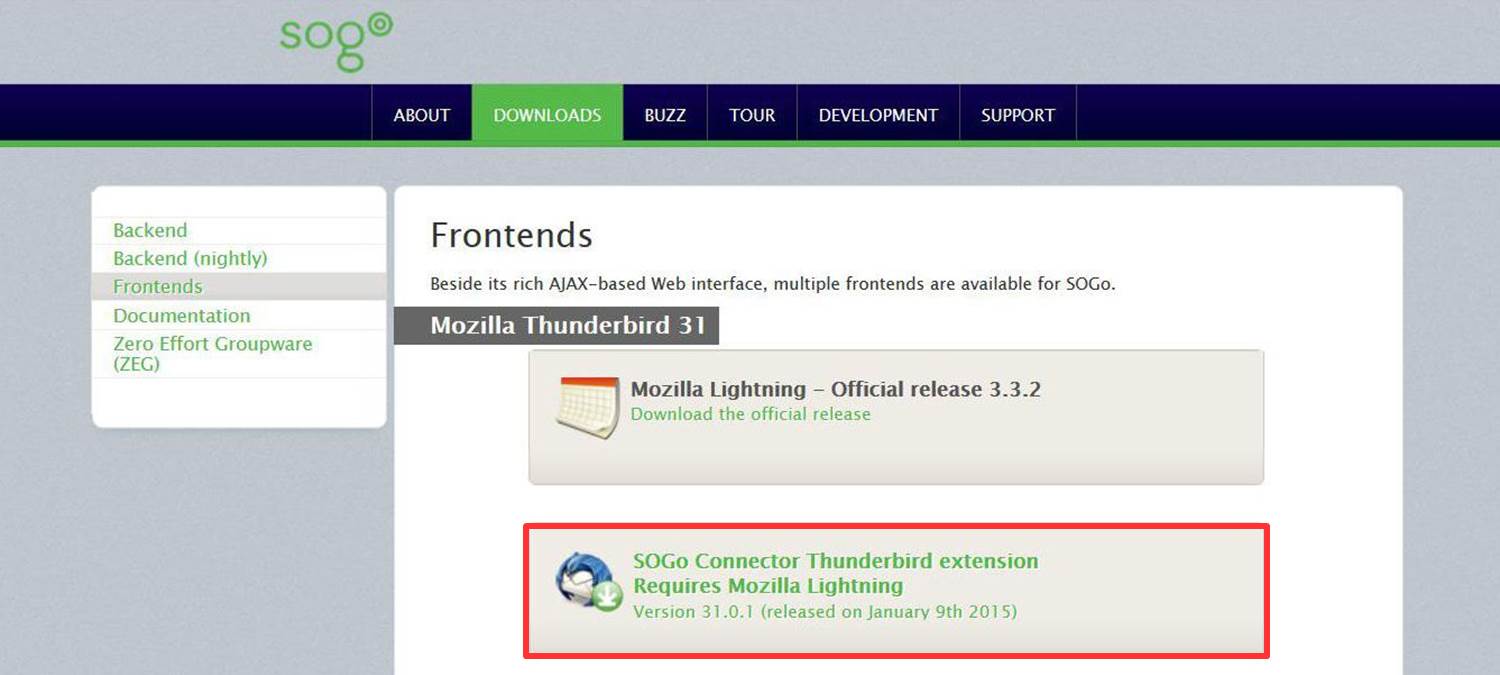 sogo
ABOUT
DOWNLOADS
BUZZ
TOUR
DEVELOPMENT
SUPPORT
Backend
Backend (nightly)
Frontends
Documentation
Zero Effort Groupware
(ZEG)
Frontends
Beside its rich AJAX-based Web interface, multiple frontends are available for SOGo.
Mozilla Thunderbird 31
Mozilla Lightning - Official release 3.3.2
Download the official release
SOGo Connector Thunderbird extension
Requires Mozilla Lightning
Version 31.0.1 (released on January 9th 2015)